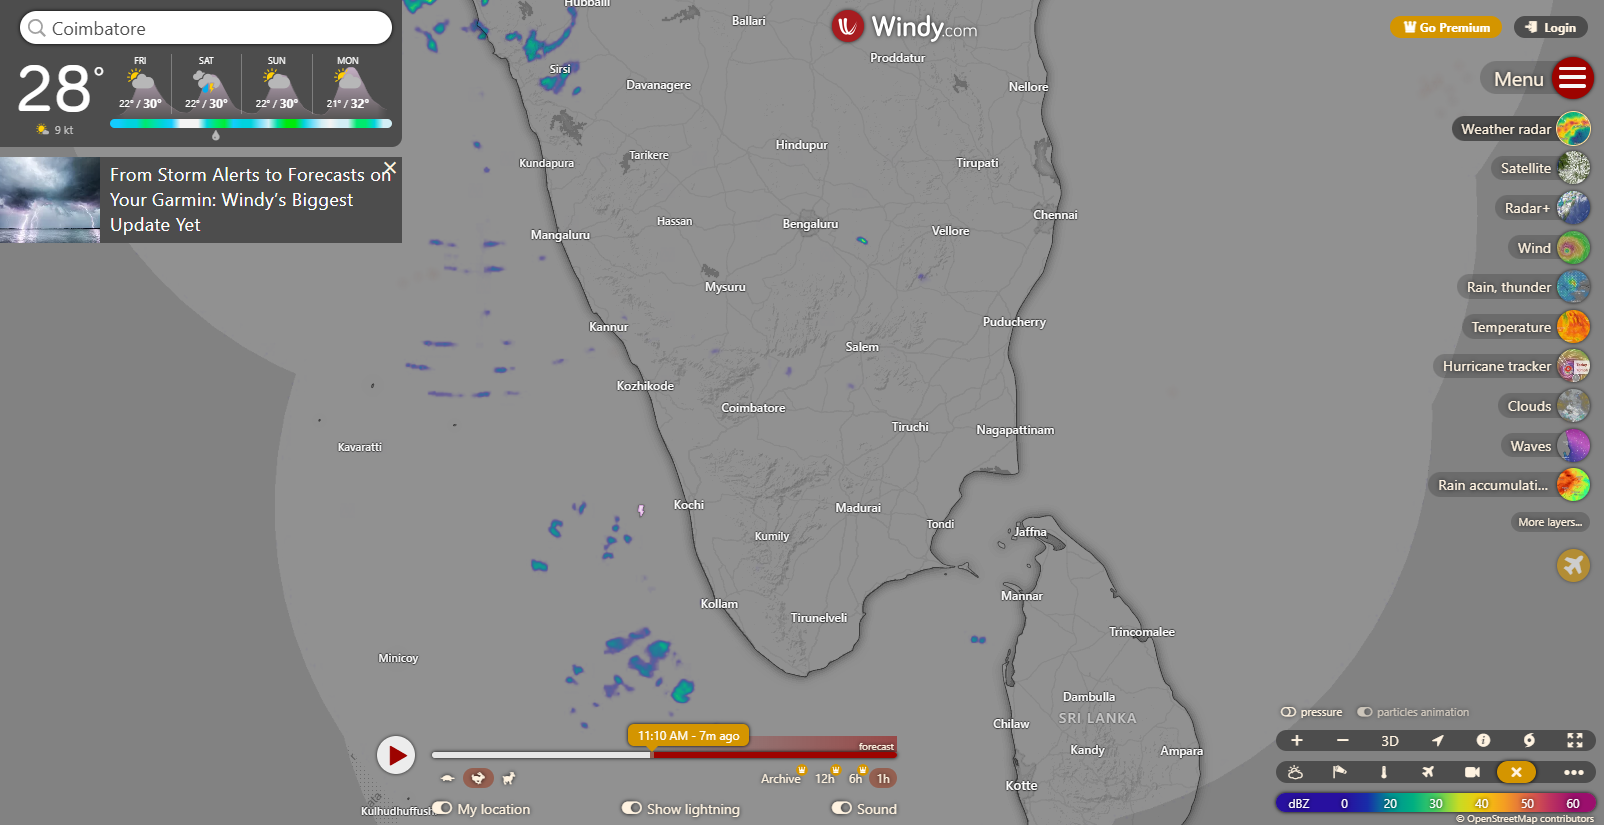 Coimbatore
28°
9 kt
FRI
22° / 30°
SAT
22° / 30°
SUN
22° / 30°
MON
21° / 32°
From Storm Alerts to Forecasts on
Your Garmin: Windy's Biggest
Update Yet
Windy.com
Go Premium
Login
Menu
Weather radar
Satellite
Radar+
Wind
Rain, thunder
Temperature
Hurricane tracker
Clouds
Waves
Rain accumulati...
More layers...
Hubballi
Ballari
Proddatur
Sirsi
Davanagere
Nellore
Kundapura
Tarikere
Hindupur
Tirupati
Mangaluru
Hassan
Bengaluru
Vellore
Chennai
Mysuru
Kannur
Puducherry
Salem
Kozhikode
Coimbatore
Tiruchi
Nagapattinam
Kavaratti
Kochi
Madurai
Tondi
Kumily
Jaffna
Kollam
Tirunelveli
Mannar
Trincomalee
Minicoy
Dambulla
Chilaw
SRI LANKA
Kandy
Ampara
Kotte
Kulhudhuffush
11:10 AM - 7m ago
forecast
Archive
12h
6h
1h
My location
Show lightning
Sound
pressure
particles animation
+
−
3D
dBZ
0
20
30
40
50
60
© OpenStreetMap contributors